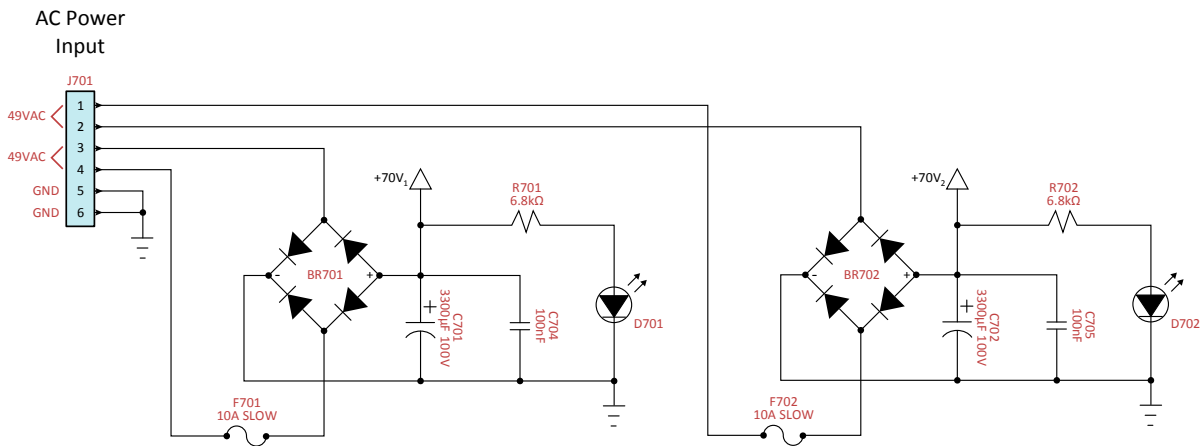 AC Power
Input
J701
49VAC
49VAC
GND
GND
1
2
3
4
5
6
+70V₁
R701
6.8kΩ
BR701
-
+
+
C701
3300µF 100V
C704
100nF
D701
F701
10A SLOW
+70V₂
R702
6.8kΩ
BR702
-
+
+
C702
3300µF 100V
C705
100nF
D702
F702
10A SLOW